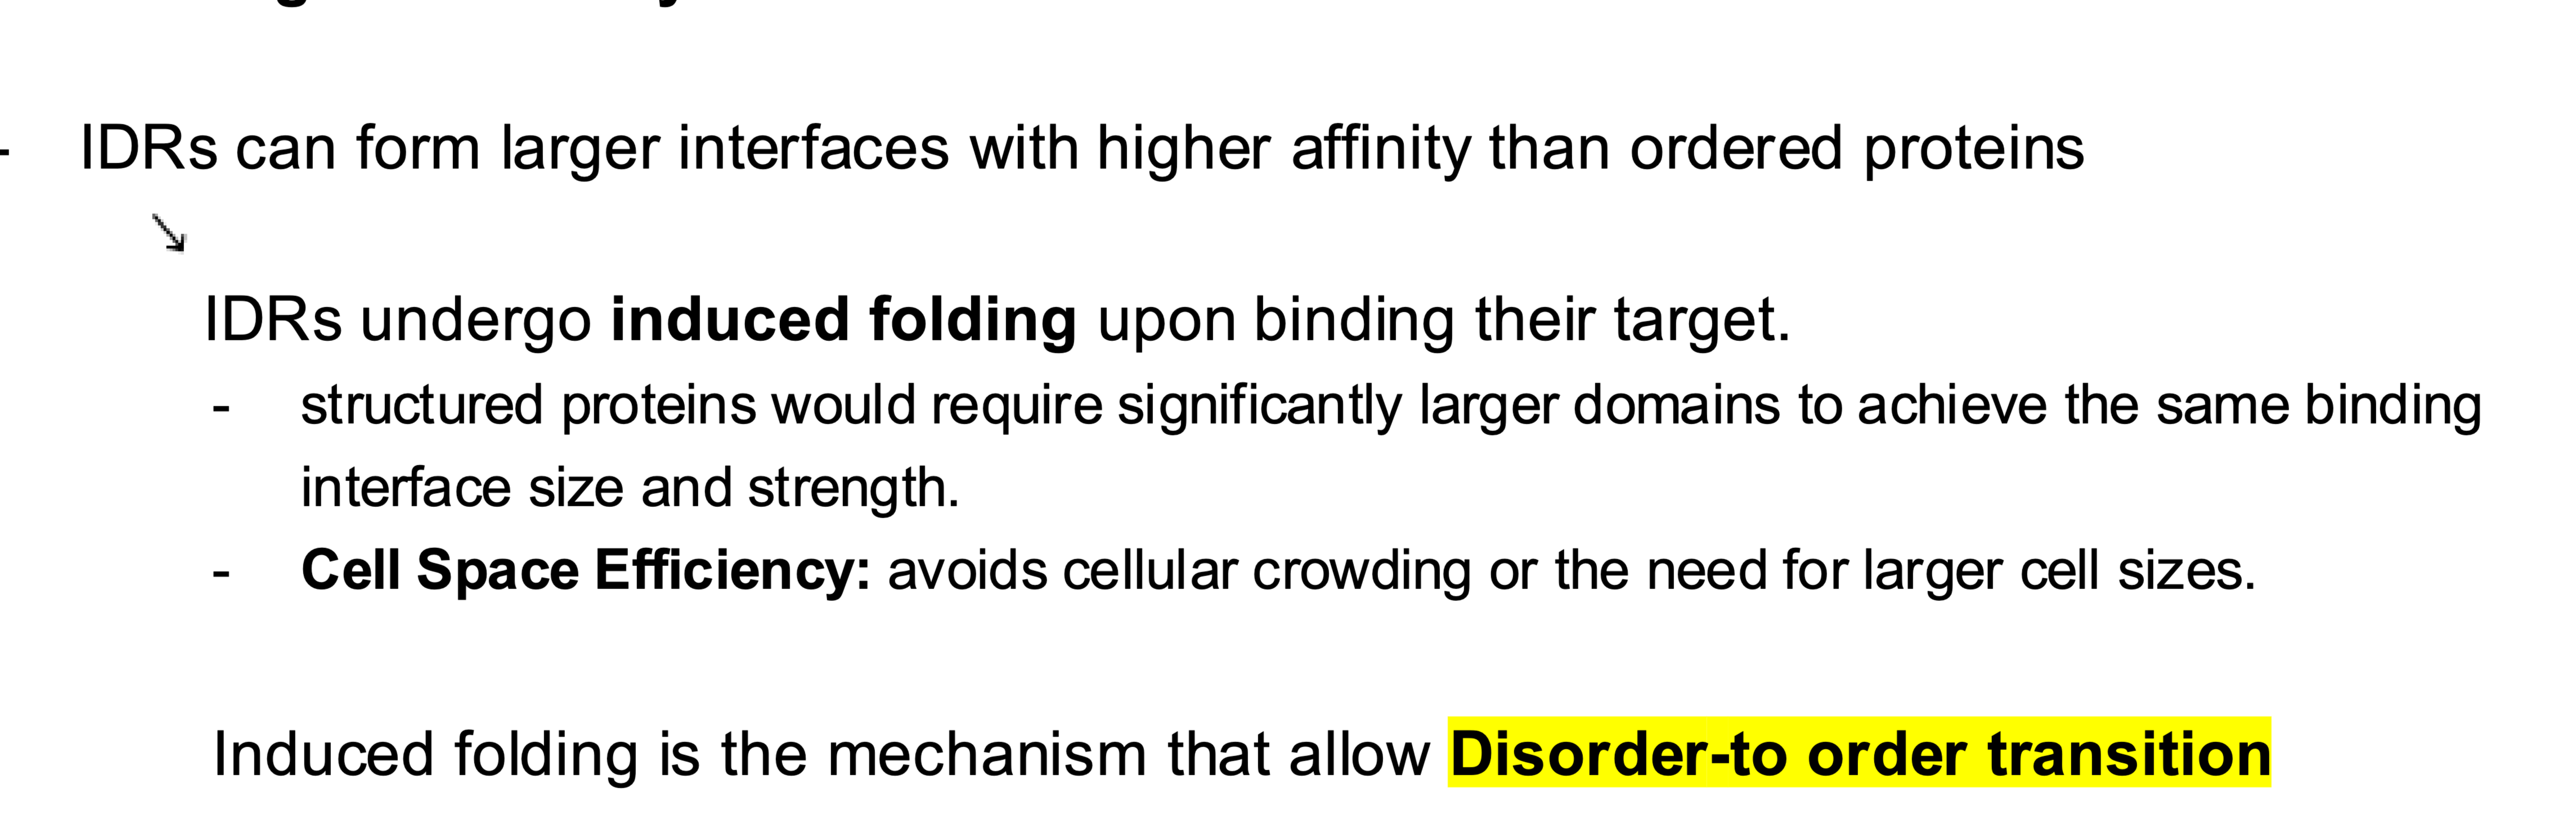 - IDRs can form larger interfaces with higher affinity than ordered proteins
↘
IDRs undergo induced folding upon binding their target.
- structured proteins would require significantly larger domains to achieve the same binding
interface size and strength.
- Cell Space Efficiency: avoids cellular crowding or the need for larger cell sizes.
Induced folding is the mechanism that allow Disorder-to order transition